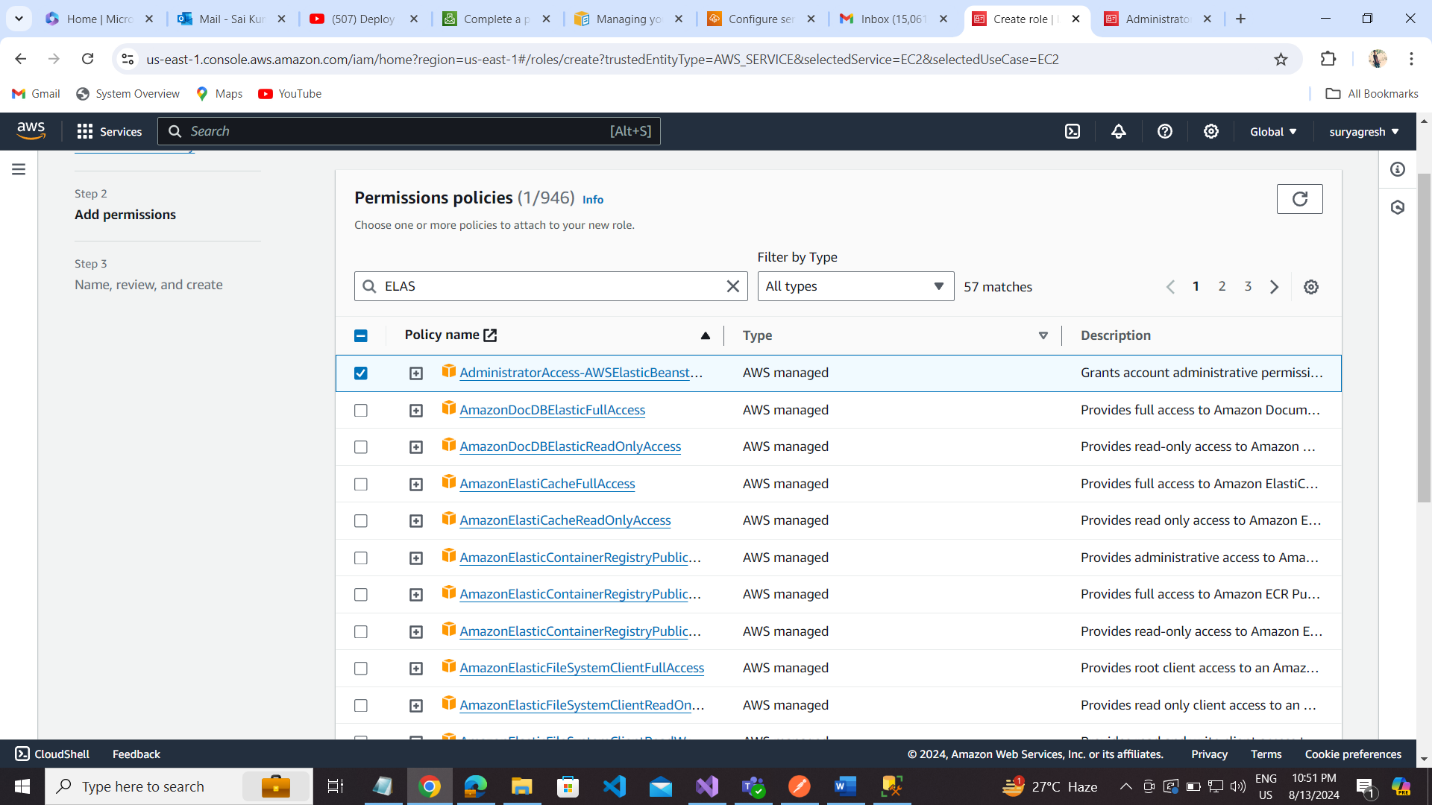 Home | Micro
Mail - Sai Kur
(507) Deploy
Complete a p
Managing yo
Configure ser
Inbox (15,061
Create role |
Administrato
us-east-1.console.aws.amazon.com/iam/home?region=us-east-1#/roles/create?trustedEntityType=AWS_SERVICE&selectedService=EC2&selectedUseCase=EC2
Gmail
System Overview
Maps
YouTube
All Bookmarks
aws
Services
Search
[Alt+S]
Global
suryagresh
Step 2
Add permissions
Step 3
Name, review, and create
Permissions policies (1/946) Info
Choose one or more policies to attach to your new role.
Filter by Type
ELAS
All types
57 matches
1 2 3
Policy name Type Description
AdministratorAccess-AWSElasticBeanst... AWS managed Grants account administrative permissi...
AmazonDocDBElasticFullAccess AWS managed Provides full access to Amazon Docum...
AmazonDocDBElasticReadOnlyAccess AWS managed Provides read-only access to Amazon ...
AmazonElastiCacheFullAccess AWS managed Provides full access to Amazon ElastiC...
AmazonElastiCacheReadOnlyAccess AWS managed Provides read only access to Amazon E...
AmazonElasticContainerRegistryPublic... AWS managed Provides administrative access to Ama...
AmazonElasticContainerRegistryPublic... AWS managed Provides full access to Amazon ECR Pu...
AmazonElasticContainerRegistryPublic... AWS managed Provides read-only access to Amazon E...
AmazonElasticFileSystemClientFullAccess AWS managed Provides root client access to an Amaz...
AmazonElasticFileSystemClientReadOn... AWS managed Provides read only client access to an ...
CloudShell
Feedback
© 2024, Amazon Web Services, Inc. or its affiliates.
Privacy
Terms
Cookie preferences
Type here to search
27°C Haze
ENG
US
10:51 PM
8/13/2024